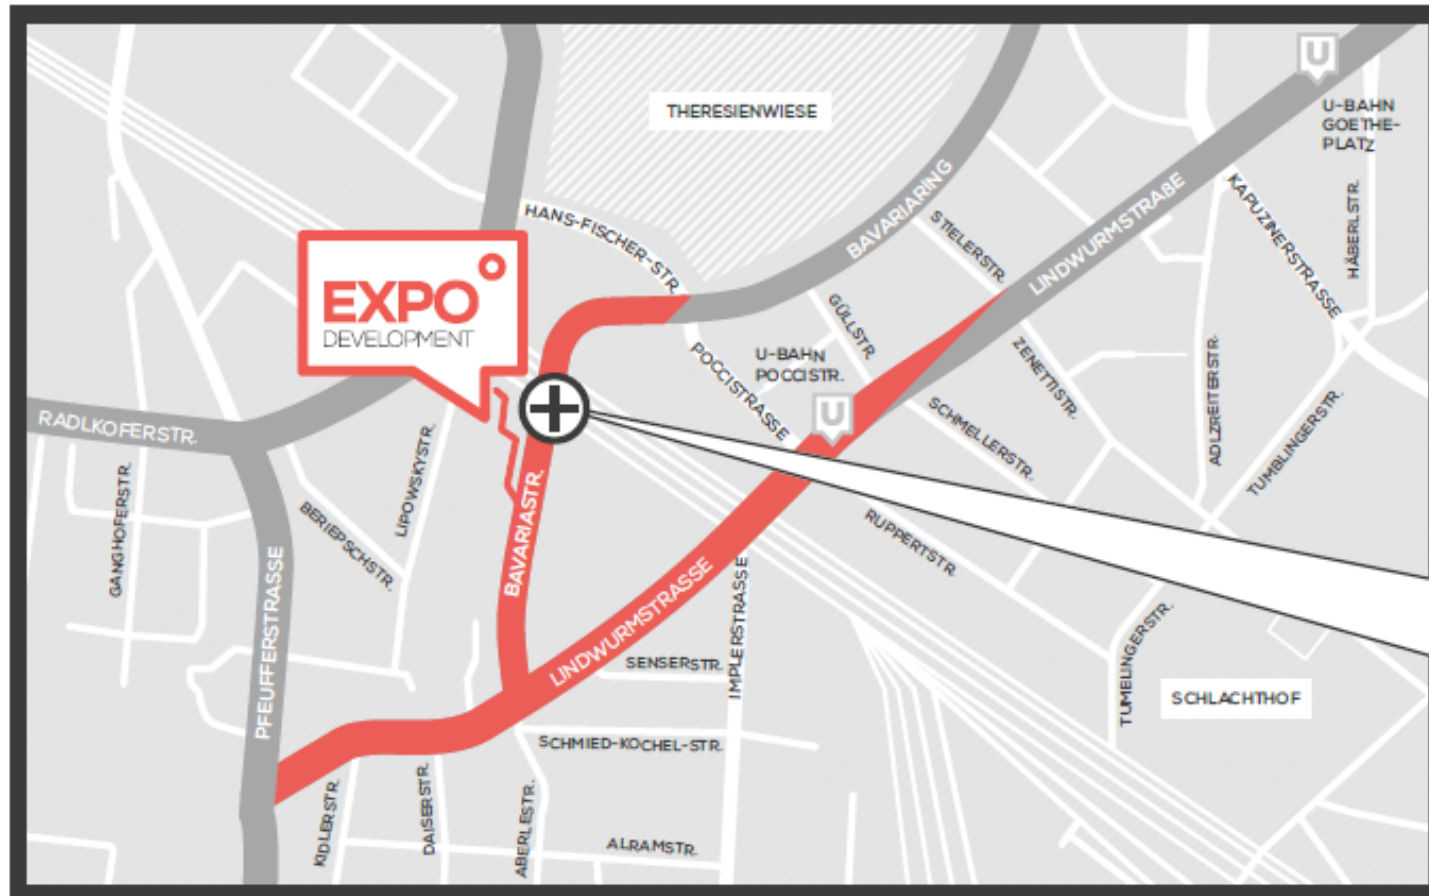 U
THERESIENWIESE
U-BAHN
GOETHE-
PLATZ
HANS-FISCHER-STR.
BAVARIARING
STIELERSTR.
LINDWURMSTRAßE
KAPUZINERSTRASSE
HÄBERLSTR.
EXPO°
DEVELOPMENT
GÜLLSTR.
U-BAHN
POCCISTR.
POCCISTRASSE
U
ZENETTISTR.
ADLZREITERSTR.
TUMBLINGERSTR.
SCHMELLERSTR.
RADLKOFERSTR.
GANGHOFERSTR.
LIPOWSKYSTR.
BERIEPSCHSTR.
BAVARIASTR.
RUPPERTSTR.
PFEUFFERSTRASSE
LINDWURMSTRASSE
IMPLERSTRASSE
SENSERSTR.
TUMELINGERSTR.
SCHLACHTHOF
SCHMIED-KOCHEL-STR.
KIDLERSTR.
DAISERSTR.
ABERLESTR.
ALRAMSTR.